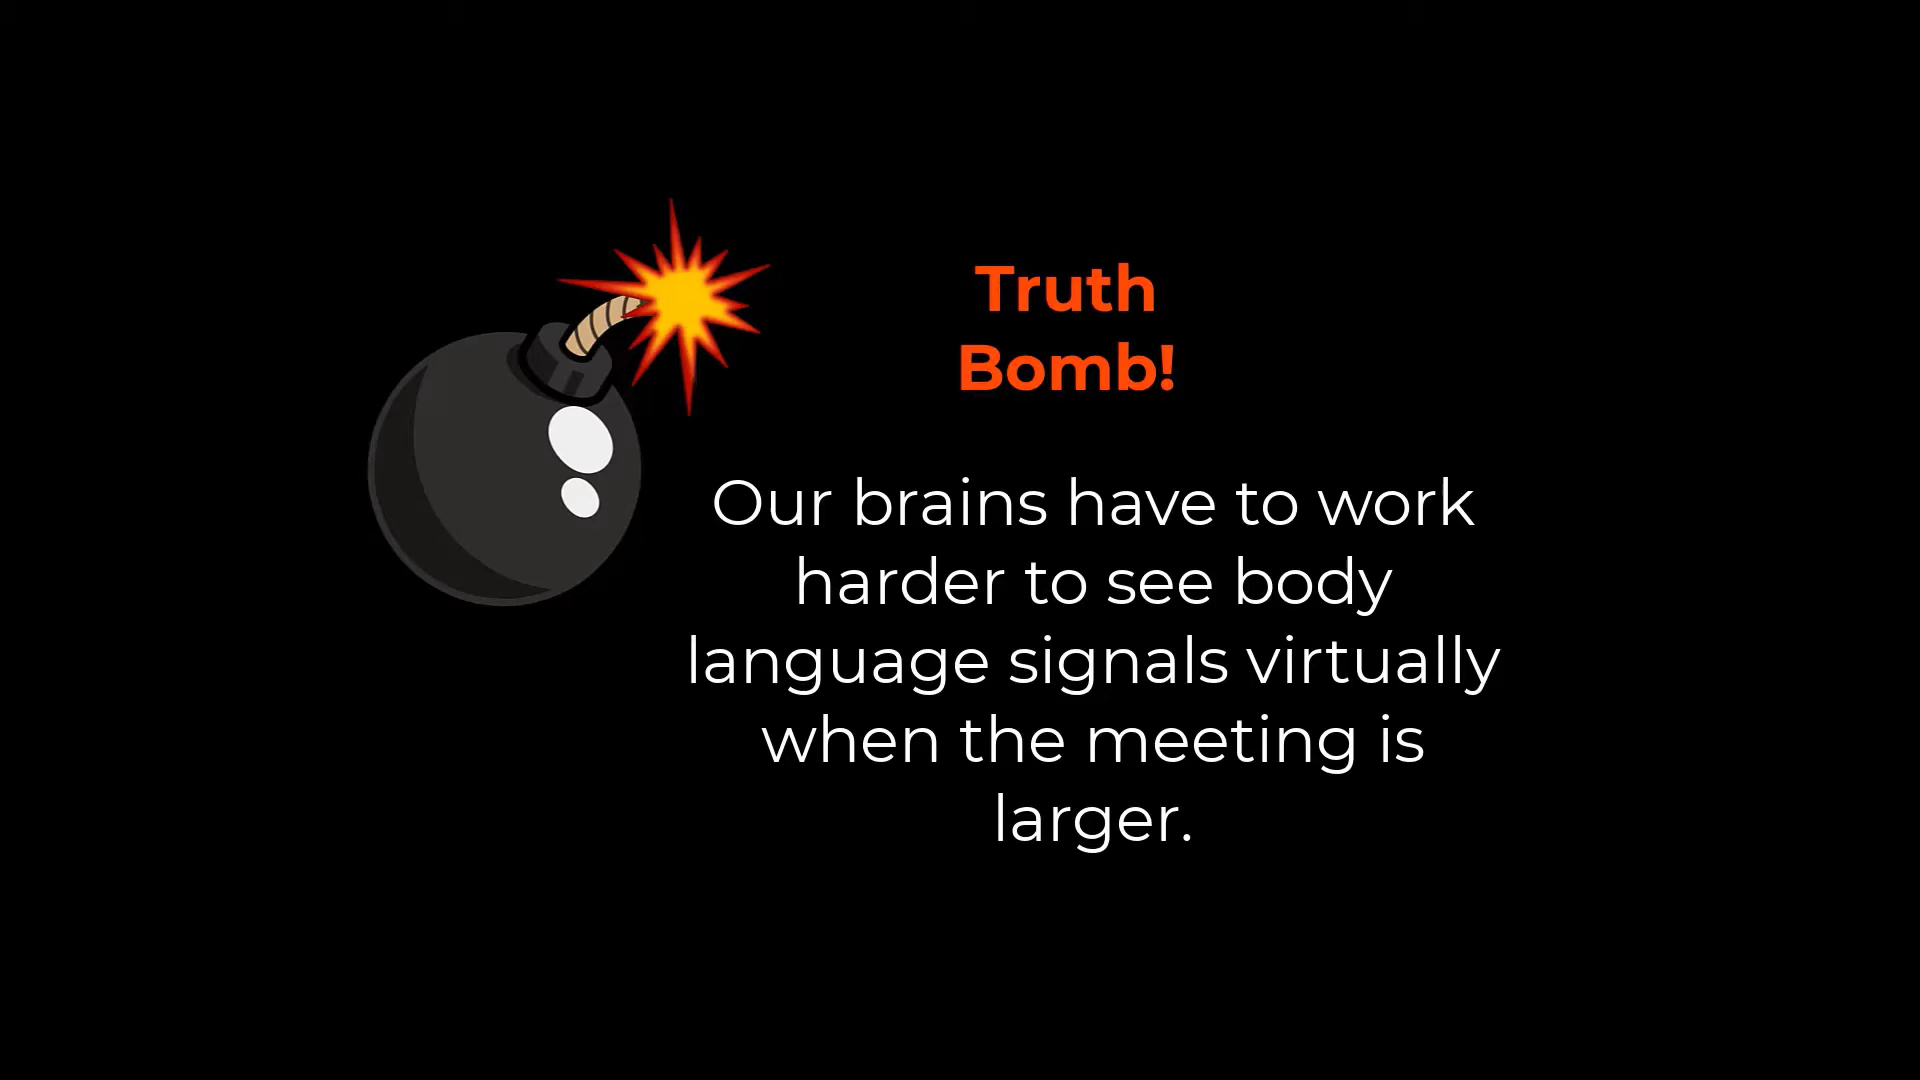 Truth
Bomb!
Our brains have to work
harder to see body
language signals virtually
when the meeting is
larger.